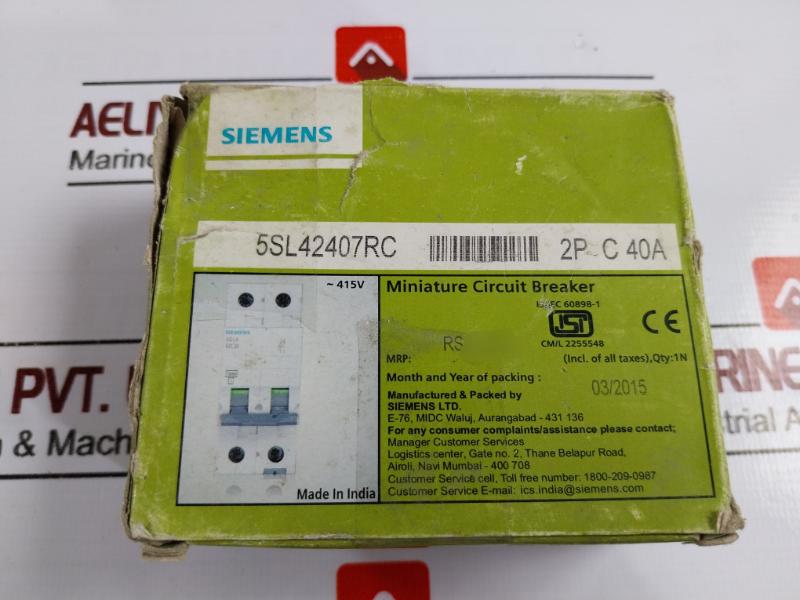 AELN
Marine
SIEMENS
5SL42407RC 2P C 40A
~ 415V
SIEMENS
Made In India
Miniature Circuit Breaker
60898-1
ISI
CE
CM/L 2255548
MRP: RS (Incl. of all taxes),Qty:1N
Month and Year of packing : 03/2015
Manufactured & Packed by
SIEMENS LTD.
E-76, MIDC Waluj, Aurangabad - 431 136
For any consumer complaints/assistance please contact;
Manager Customer Services
Logistics center, Gate no. 2, Thane Belapur Road,
Airoli, Navi Mumbai - 400 708
Customer Service cell, Toll free number: 1800-209-0987
Customer Service E-mail: ics.india@siemens.com
PVT.
& Mach
RINE
strial A